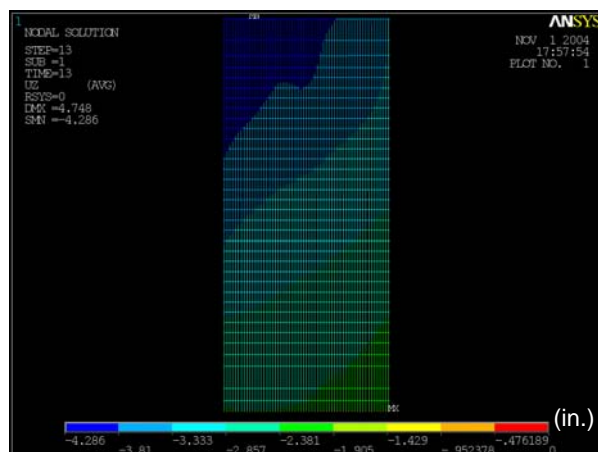 1
NODAL SOLUTION
STEP=13
SUB =1
TIME=13
UZ (AVG)
RSYS=0
DMX =4.748
SMN =-4.286
ANSYS
NOV 1 2004
17:57:54
PLOT NO. 1
MN
MX
(in.)
-4.286 -3.333 -2.381 -1.429 -.476189
-3.81 -2.857 -1.905 -.952378 0